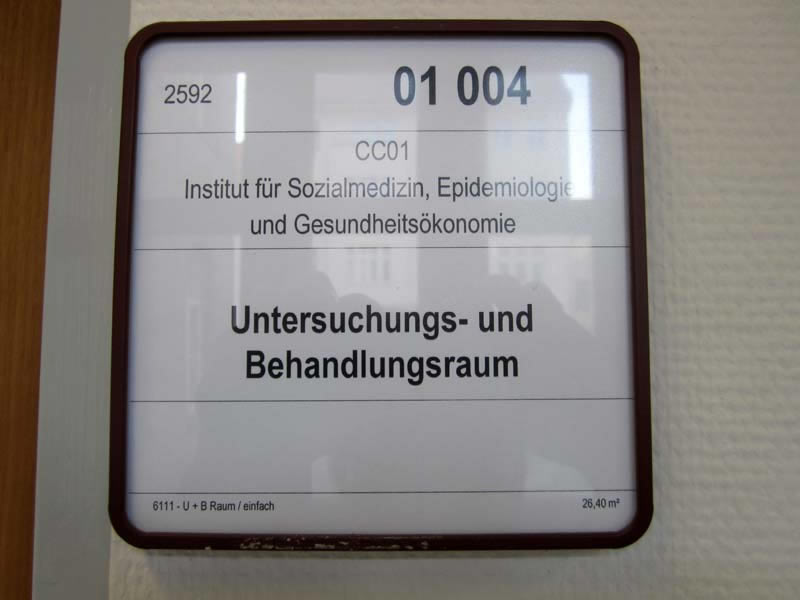 2592 01 004
CC01
Institut für Sozialmedizin, Epidemiologie
und Gesundheitsökonomie
Untersuchungs- und
Behandlungsraum
6111 - U + B Raum / einfach 26,40 m²